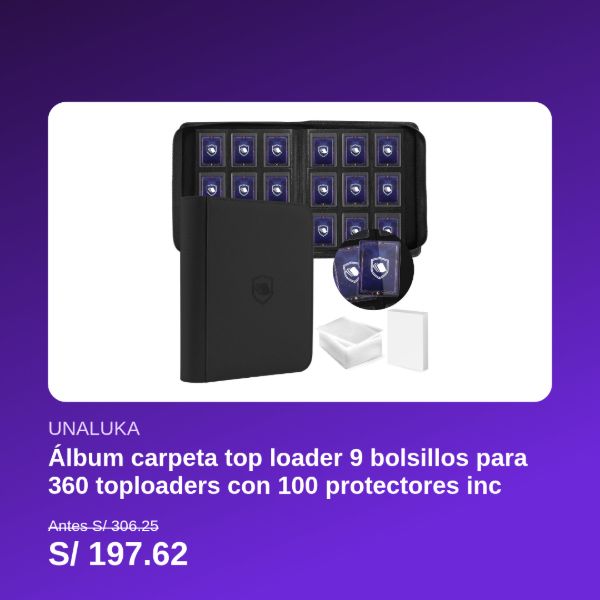 UNALUKA
Álbum carpeta top loader 9 bolsillos para
360 toploaders con 100 protectores inc
Antes S/ 306.25
S/ 197.62